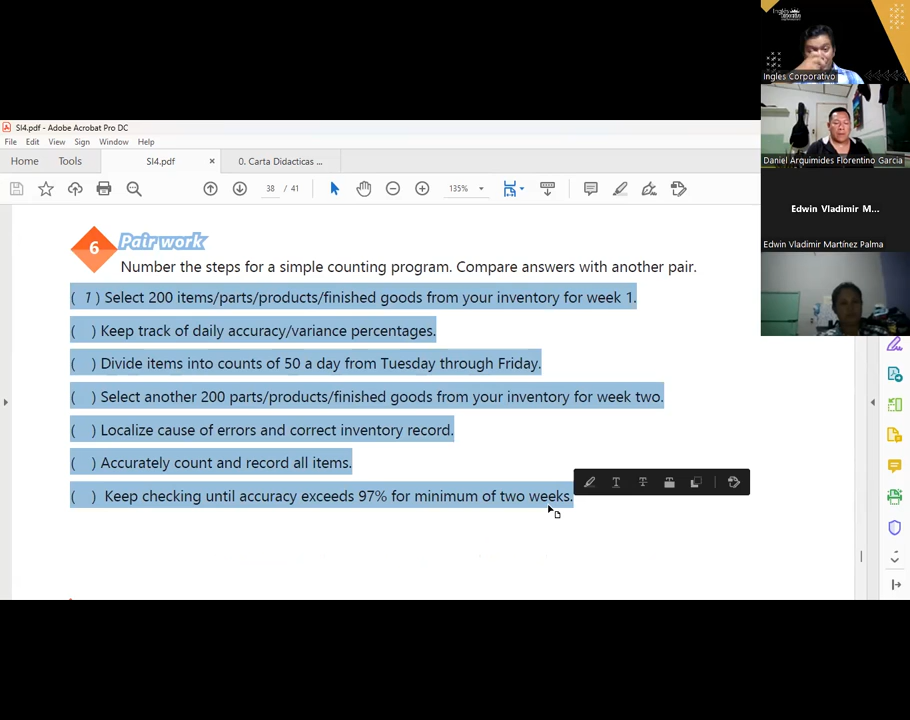 Ingles Corporativo
SI4.pdf - Adobe Acrobat Pro DC
File Edit View Sign Window Help
Daniel Arquimides Florentino Garcia
Home Tools SI4.pdf × 0. Carta Didacticas ...
38 / 41 135%
Edwin Vladimir M...
Edwin Vladimir Martínez Palma
6 Pair work
Number the steps for a simple counting program. Compare answers with another pair.
( 1 ) Select 200 items/parts/products/finished goods from your inventory for week 1.
( ) Keep track of daily accuracy/variance percentages.
( ) Divide items into counts of 50 a day from Tuesday through Friday.
( ) Select another 200 parts/products/finished goods from your inventory for week two.
( ) Localize cause of errors and correct inventory record.
( ) Accurately count and record all items.
( ) Keep checking until accuracy exceeds 97% for minimum of two weeks.